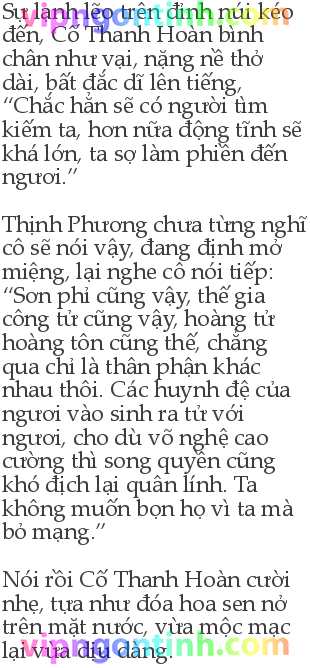 Sự lạnh lẽo trên đỉnh núi kéo
vipngontinh.com
đến, Cố Thanh Hoàn bình
chân như vại, nặng nề thở
dài, bất đắc dĩ lên tiếng,
“Chắc hẳn sẽ có người tìm
kiếm ta, hơn nữa động tĩnh sẽ
khá lớn, ta sợ làm phiền đến
ngươi.”
Thịnh Phương chưa từng nghĩ
cô sẽ nói vậy, đang định mở
miệng, lại nghe cô nói tiếp:
“Sơn phỉ cũng vậy, thế gia
công tử cũng vậy, hoàng tử
hoàng tôn cũng thế, chẳng
qua chỉ là thân phận khác
nhau thôi. Các huynh đệ của
ngươi vào sinh ra tử với
ngươi, cho dù võ nghệ cao
cường thì song quyền cũng
khó địch lại quân lính. Ta
không muốn bọn họ vì ta mà
bỏ mạng.”
Nói rồi Cố Thanh Hoàn cười
nhẹ, tựa như đóa hoa sen nở
trên mặt nước, vừa mộc mạc
lại vừa dịu dàng.
vipngontinh.com